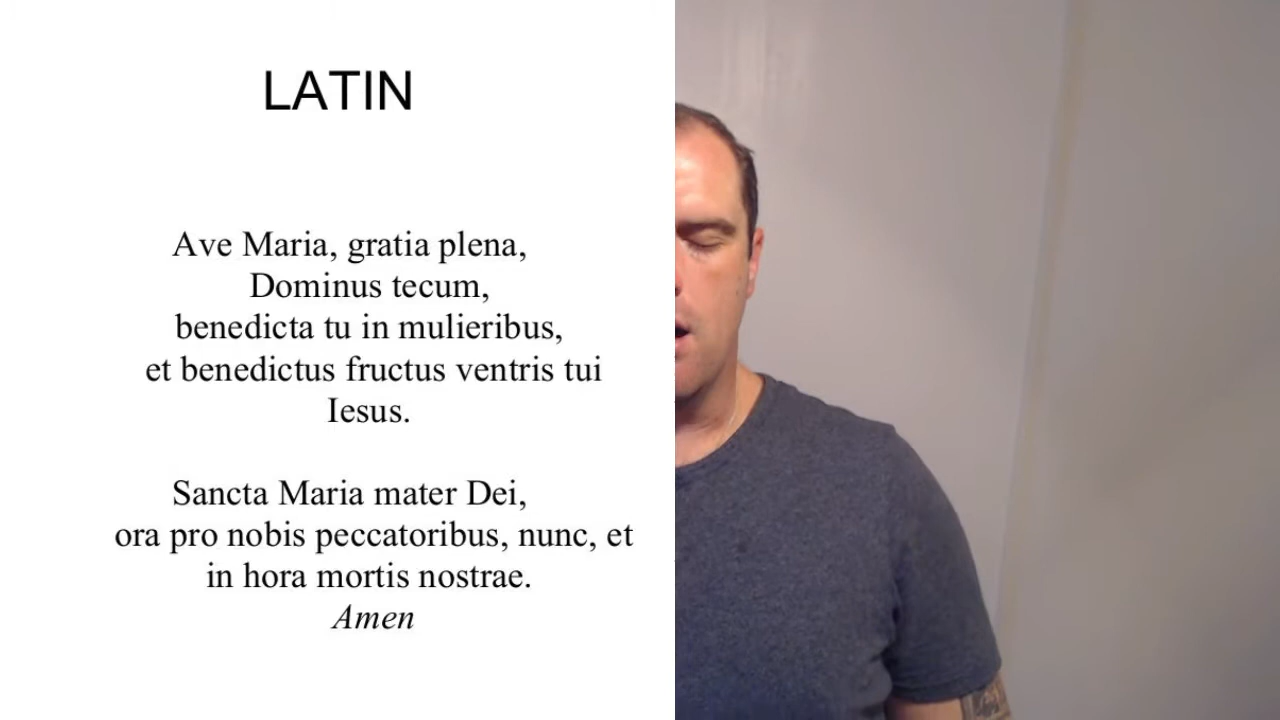 LATIN
Ave Maria, gratia plena,
Dominus tecum,
benedicta tu in mulieribus,
et benedictus fructus ventris tui
Iesus.
Sancta Maria mater Dei,
ora pro nobis peccatoribus, nunc, et
in hora mortis nostrae.
Amen